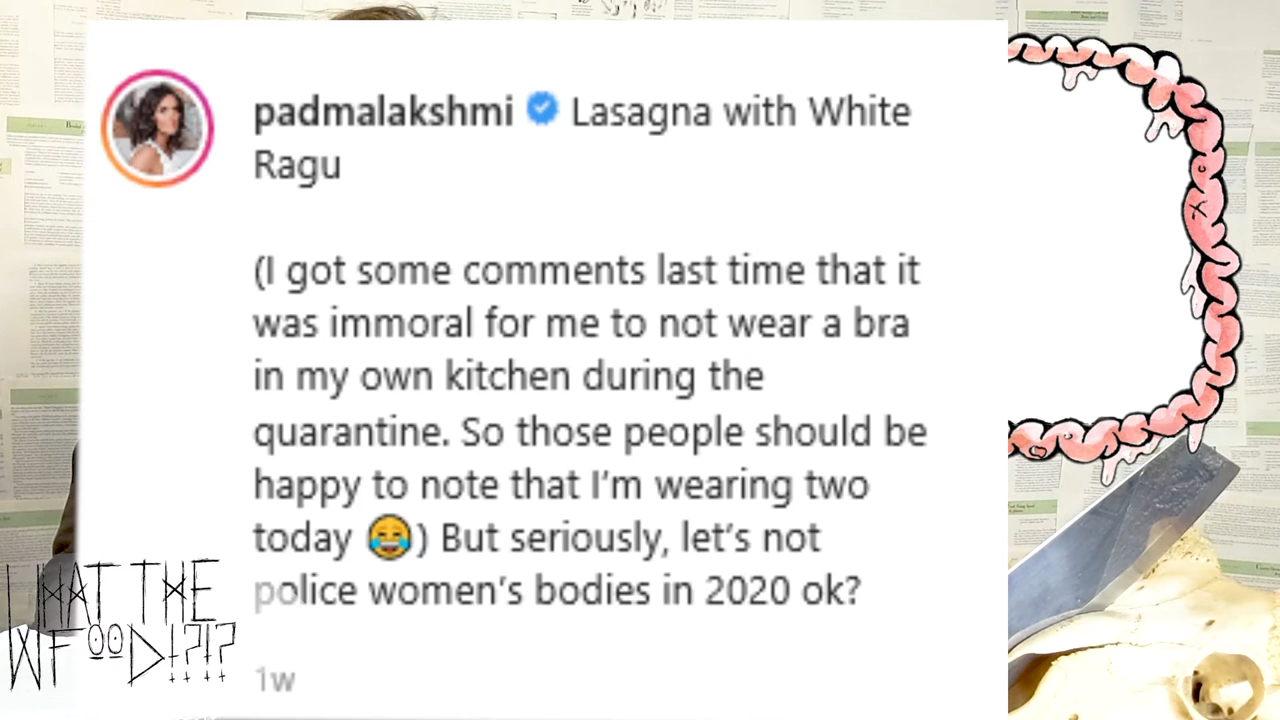 padmalakshmi Lasagna with White
Ragu
(I got some comments last time that it
was immoral for me to not wear a bra
in my own kitchen during the
quarantine. So those people should be
happy to note that I'm wearing two
today 😂) But seriously, let's not
police women's bodies in 2020 ok?
1w
WHAT THE
WFOOD!?!?